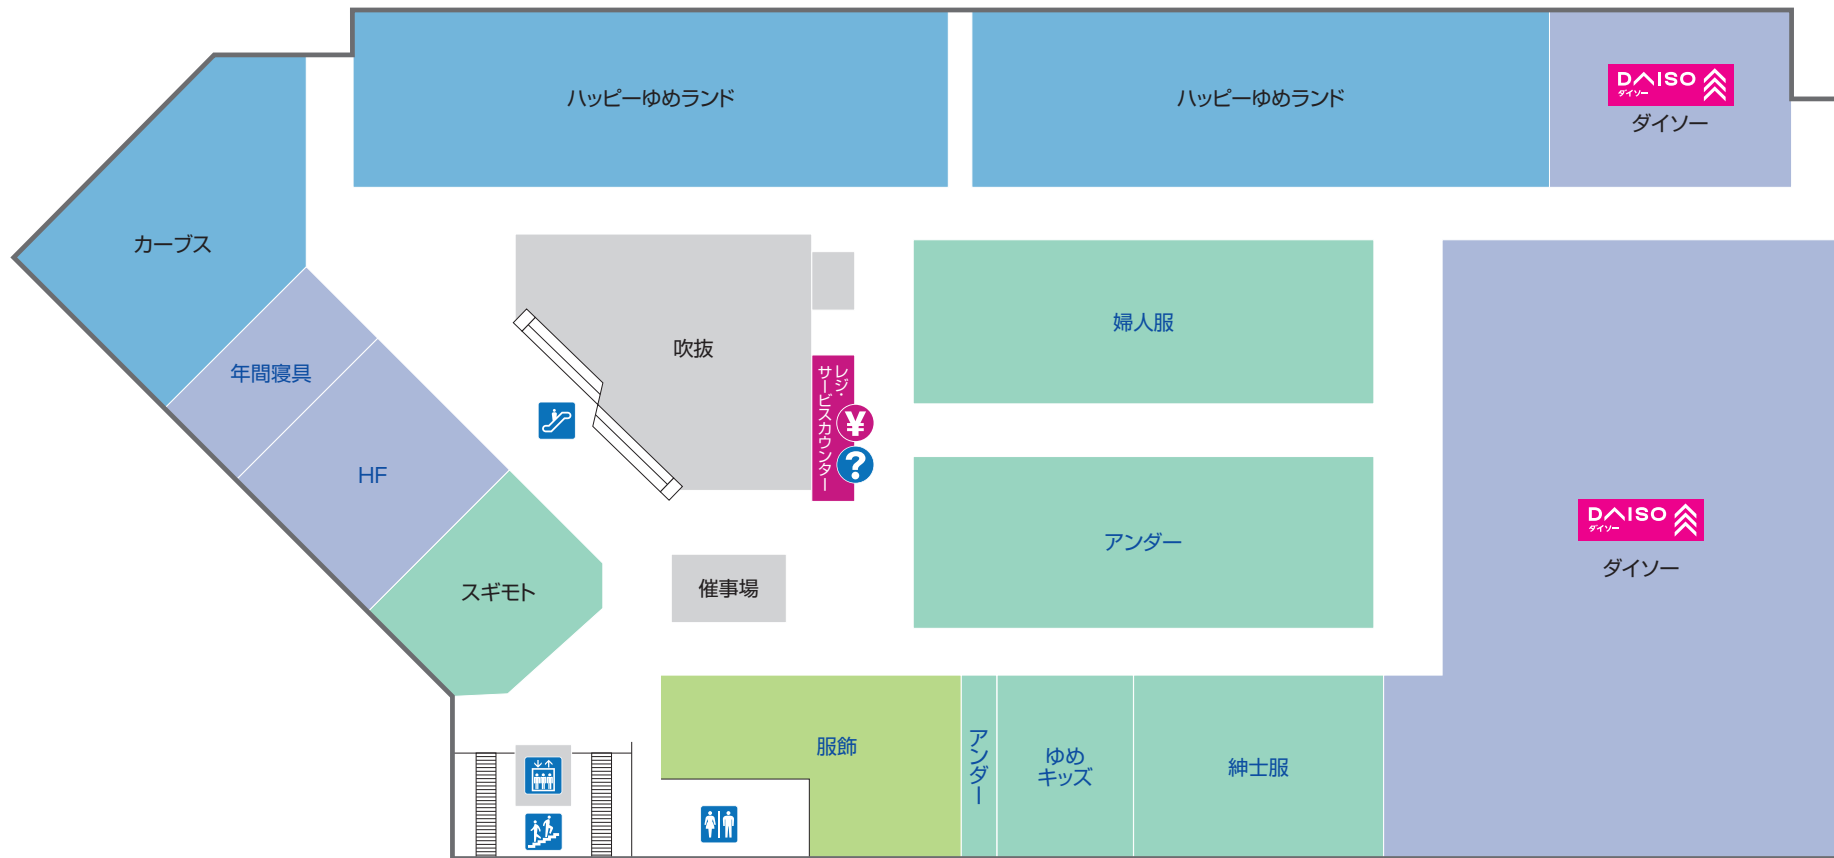 ハッピーゆめランド
ハッピーゆめランド
DAISO
ダイソー
ダイソー
カーブス
年間寝具
HF
スギモト
吹抜
レジ・
サービスカウンター
¥
?
催事場
婦人服
アンダー
DAISO
ダイソー
ダイソー
服飾
アンダー
ゆめ
キッズ
紳士服